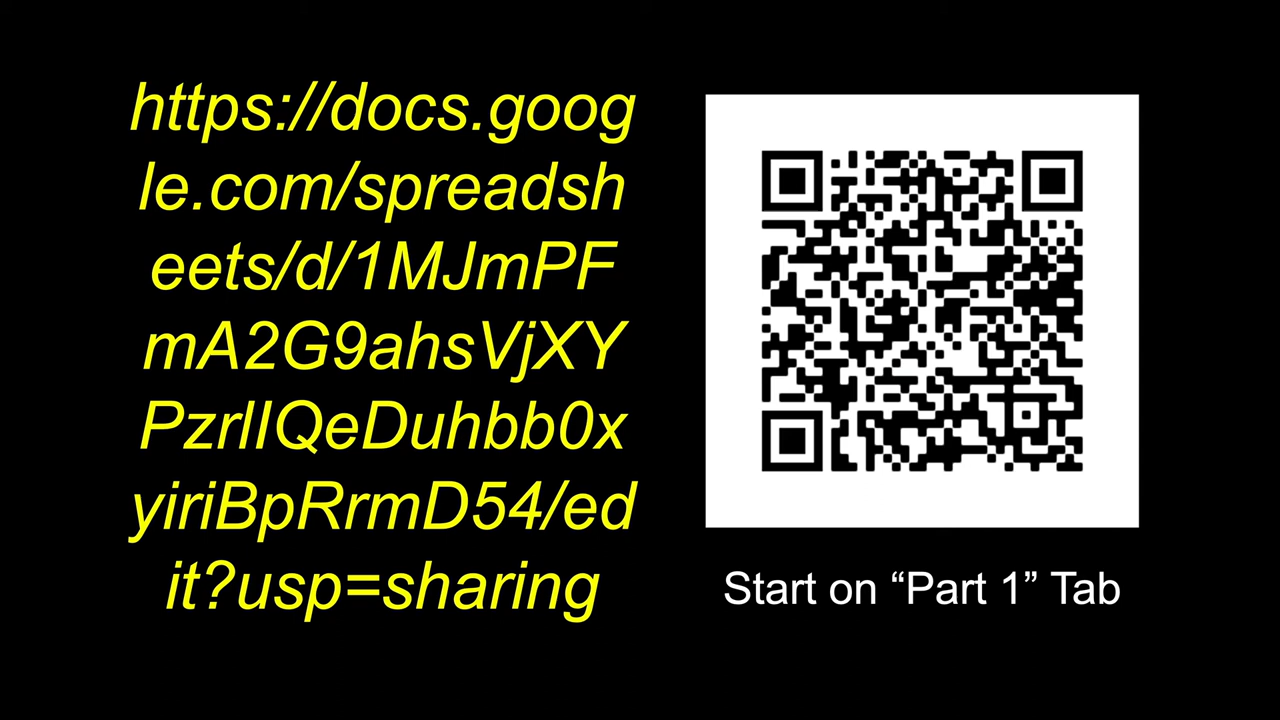 https://docs.goog
le.com/spreadsh
eets/d/1MJmPF
mA2G9ahsVjXY
PzrlIQeDuhbb0x
yiriBpRrmD54/ed
it?usp=sharing
Start on “Part 1” Tab